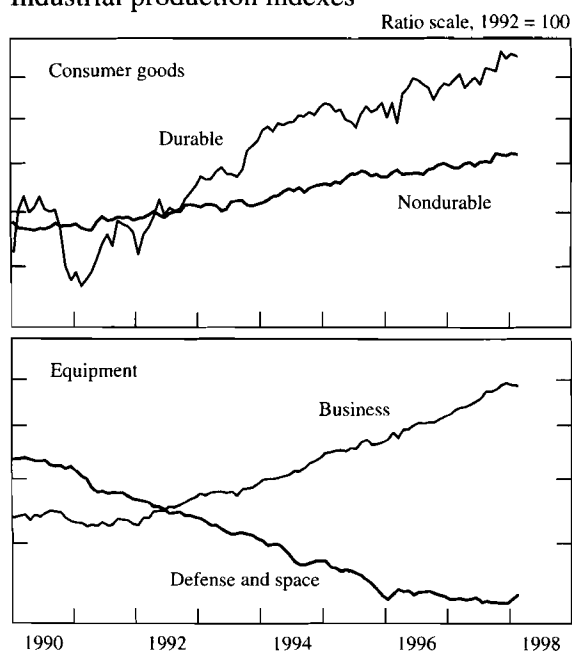 Industrial production indexes
Ratio scale, 1992 = 100
Consumer goods
Durable
Nondurable
Equipment
Business
Defense and space
1990 1992 1994 1996 1998